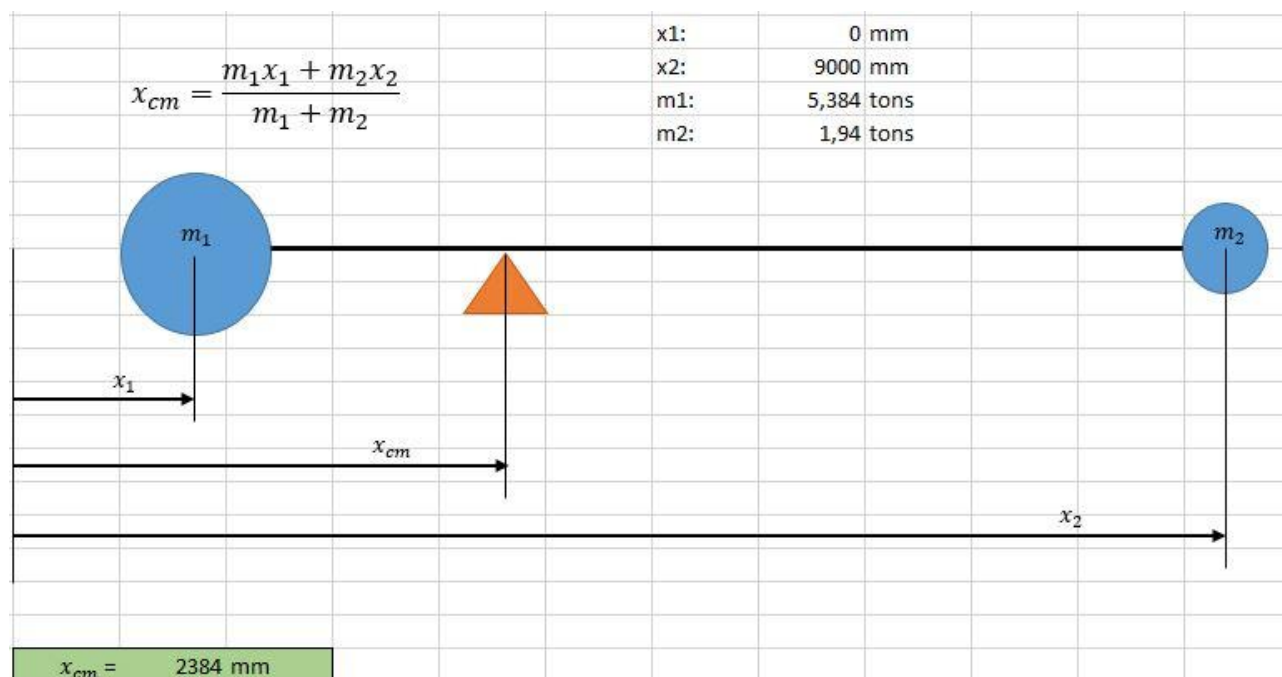 x1: 0 mm
x2: 9000 mm
m1: 5,384 tons
m2: 1,94 tons
x_cm = (m_1x_1 + m_2x_2) / (m_1 + m_2)
m_1
m_2
x_1
x_cm
x_2
x_cm = 2384 mm